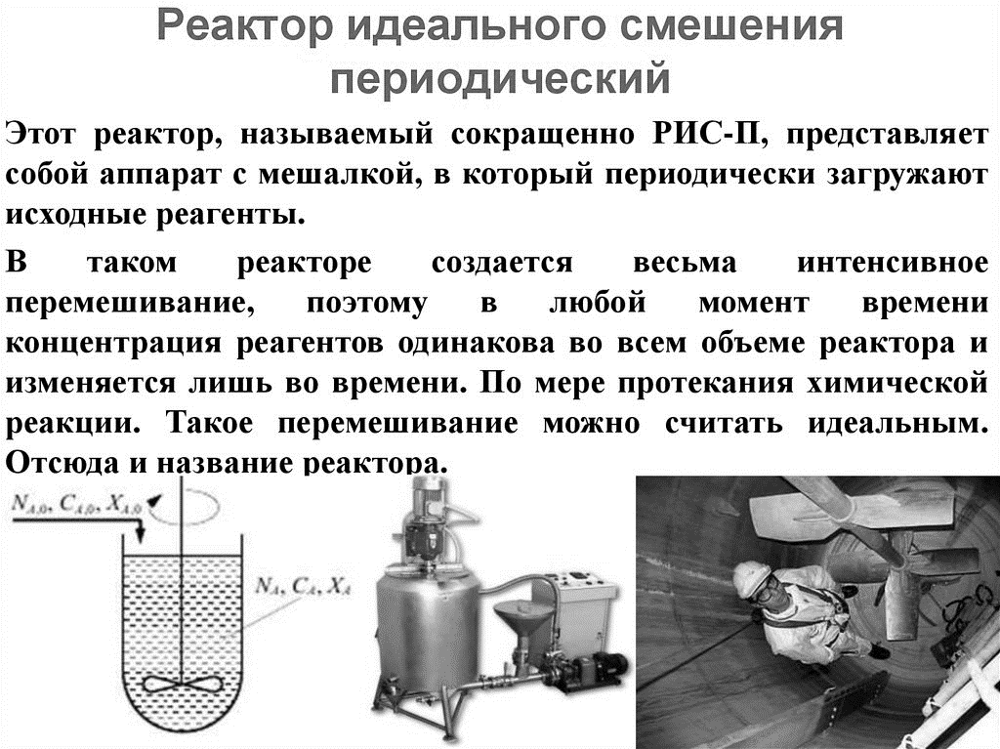 Реактор идеального смешения
периодический
Этот реактор, называемый сокращенно РИС-П, представляет
собой аппарат с мешалкой, в который периодически загружают
исходные реагенты.
В таком реакторе создается весьма интенсивное
перемешивание, поэтому в любой момент времени
концентрация реагентов одинакова во всем объеме реактора и
изменяется лишь во времени. По мере протекания химической
реакции. Такое перемешивание можно считать идеальным.
Отсюда и название реактора.
N_A,0, C_A,0, X_A,0
N_A, C_A, X_A